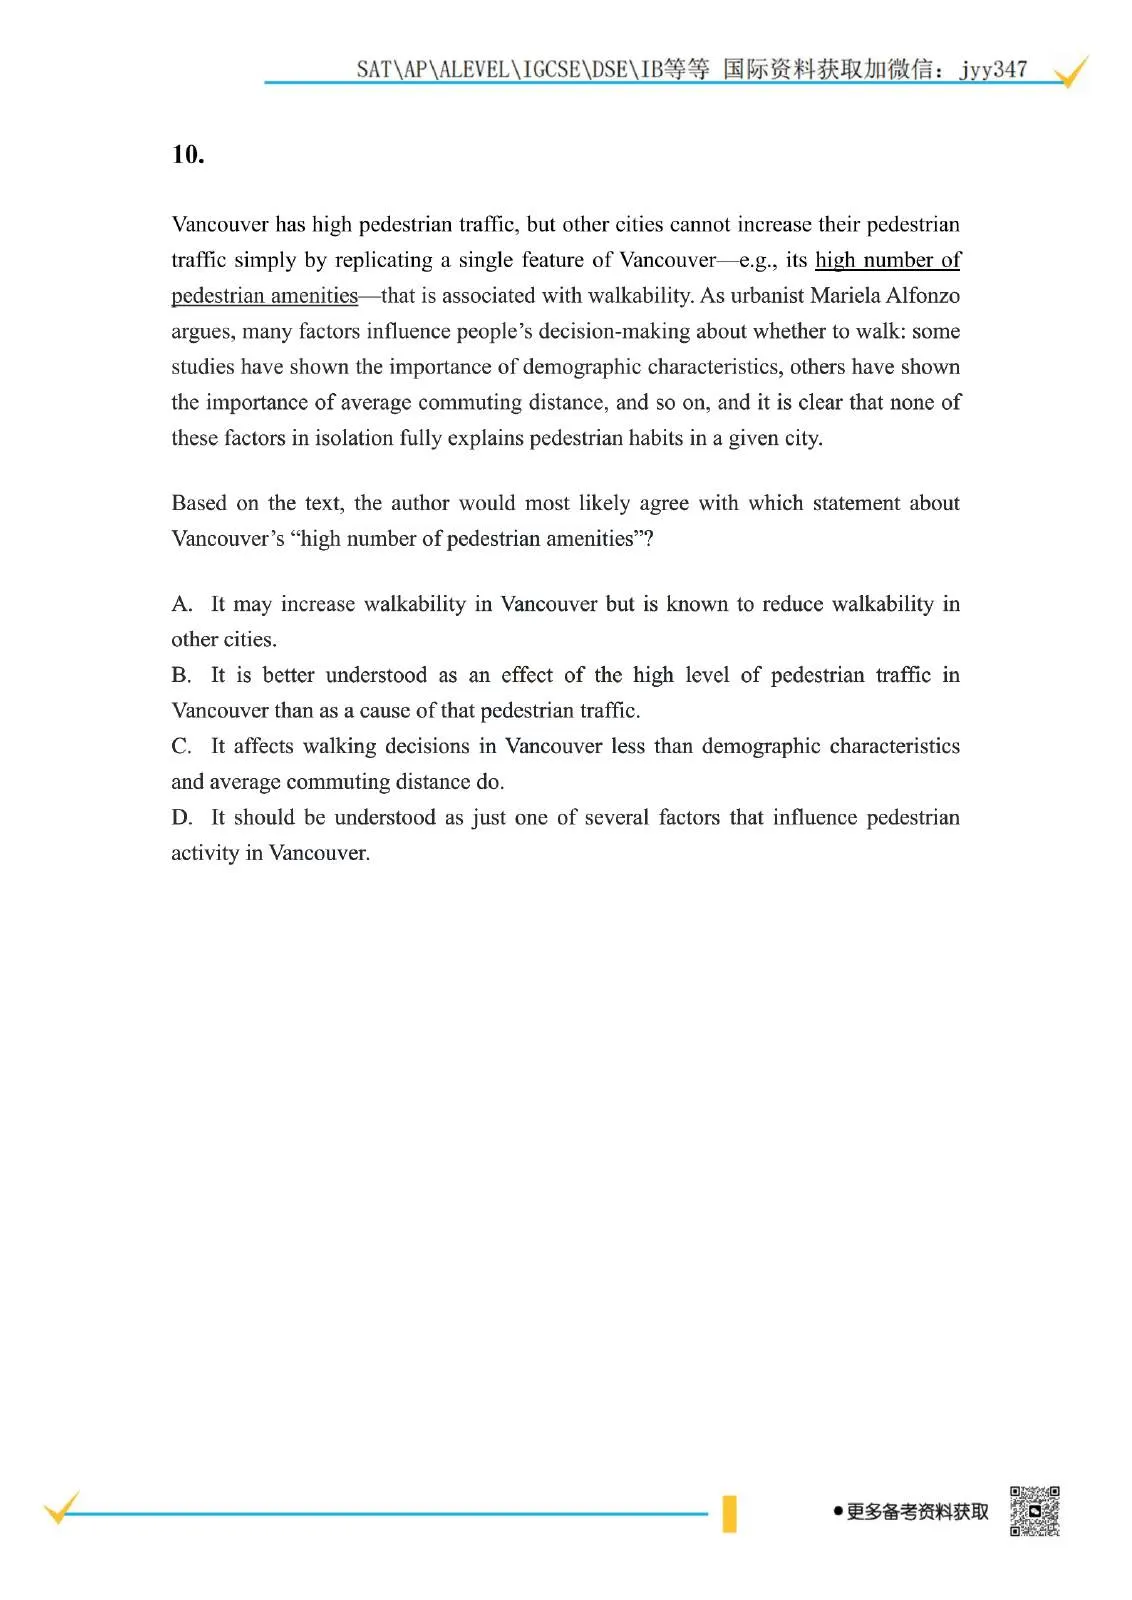 SAT\AP\ALEVEL\IGCSE\DSE\IB等等 国际资料获取加微信：jyy347
10.
Vancouver has high pedestrian traffic, but other cities cannot increase their pedestrian
traffic simply by replicating a single feature of Vancouver—e.g., its high number of
pedestrian amenities—that is associated with walkability. As urbanist Mariela Alfonzo
argues, many factors influence people’s decision-making about whether to walk: some
studies have shown the importance of demographic characteristics, others have shown
the importance of average commuting distance, and so on, and it is clear that none of
these factors in isolation fully explains pedestrian habits in a given city.
Based on the text, the author would most likely agree with which statement about
Vancouver’s “high number of pedestrian amenities”?
A. It may increase walkability in Vancouver but is known to reduce walkability in
other cities.
B. It is better understood as an effect of the high level of pedestrian traffic in
Vancouver than as a cause of that pedestrian traffic.
C. It affects walking decisions in Vancouver less than demographic characteristics
and average commuting distance do.
D. It should be understood as just one of several factors that influence pedestrian
activity in Vancouver.
●更多备考资料获取